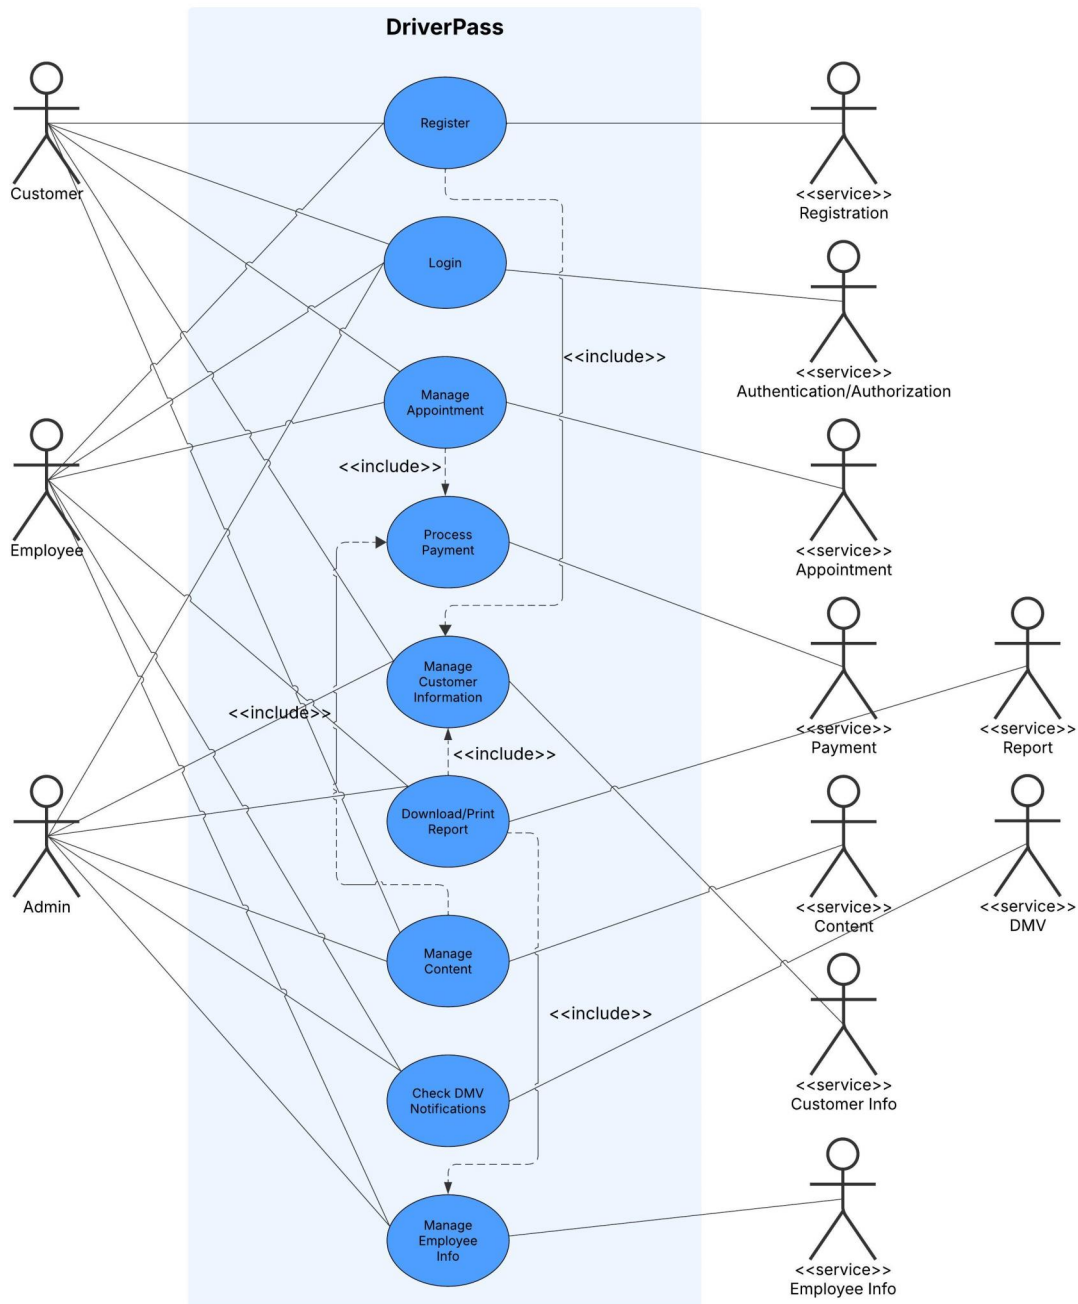 DriverPass
Customer
Register
<<service>>
Registration
Login
<<service>>
Authentication/Authorization
<<include>>
Manage
Appointment
<<include>>
Employee
<<service>>
Appointment
Process
Payment
Manage
Customer
Information
<<include>>
<<service>>
Payment
<<service>>
Report
<<include>>
Download/Print
Report
Admin
<<service>>
Content
<<service>>
DMV
Manage
Content
<<include>>
<<service>>
Customer Info
Check DMV
Notifications
Manage
Employee
Info
<<service>>
Employee Info